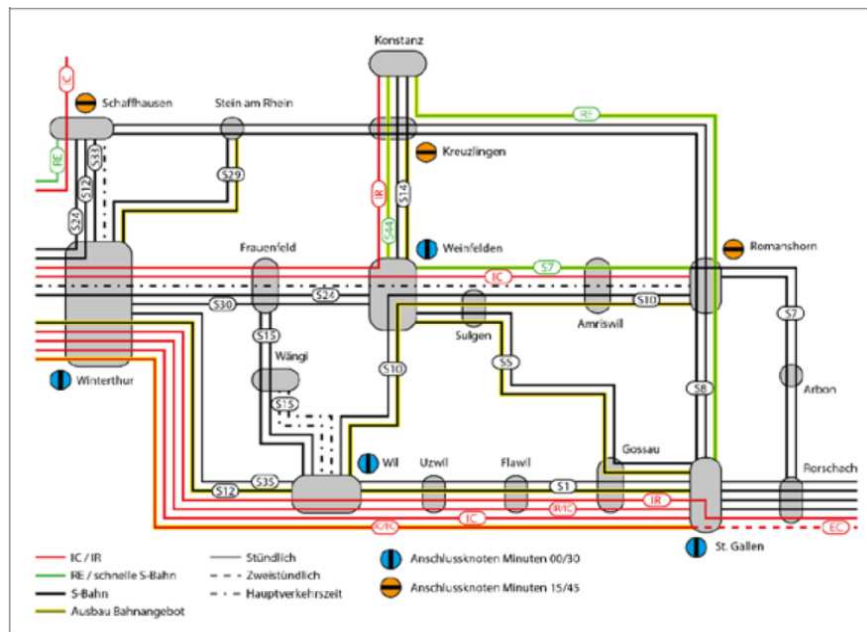 Konstanz
IC
Schaffhausen
Stein am Rhein
RE
RE
S33
Kreuzlingen
S12
S29
IR
S14
S24
S44
Frauenfeld
Weinfelden
Romanshorn
S7
IC
S24
S10
S30
S7
Sulgen
Amriswill
S15
Wängi
S10
S5
S8
Winterthur
S15
Arbon
Gossau
Wil
Uzwil
Flawil
Rorschach
S35
S12
S1
IR
IR/IC
IC
EC
St. Gallen
IC / IR
RE / schnelle S-Bahn
S-Bahn
Ausbau Bahnangebot
Stündlich
Zweistündlich
Hauptverkehrszeit
Anschlussknoten Minuten 00/30
Anschlussknoten Minuten 15/45